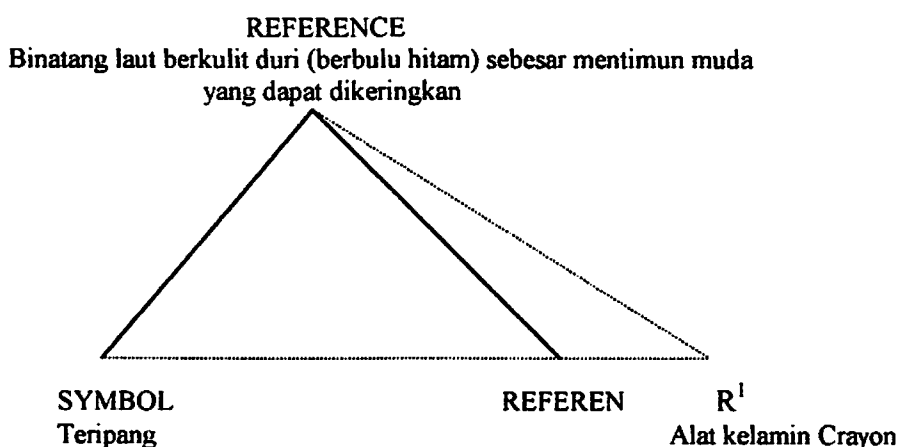 REFERENCE
Binatang laut berkulit duri (berbulu hitam) sebesar mentimun muda
yang dapat dikeringkan
SYMBOL REFEREN R¹
Teripang Alat kelamin Crayon